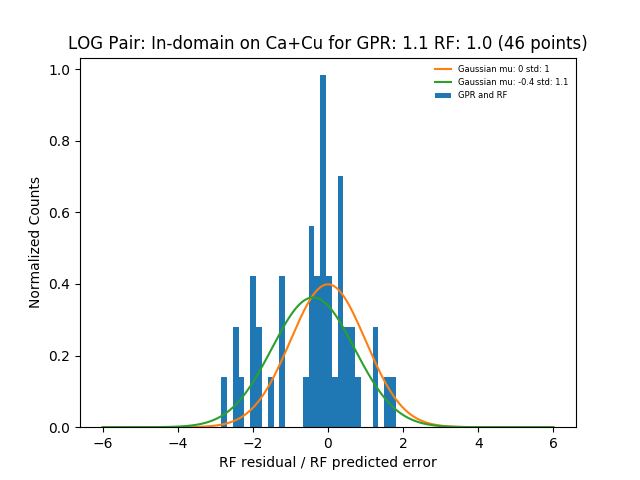 LOG Pair: In-domain on Ca+Cu for GPR: 1.1 RF: 1.0 (46 points)
Gaussian mu: 0 std: 1
Gaussian mu: -0.4 std: 1.1
GPR and RF
Normalized Counts
1.0
0.8
0.6
0.4
0.2
0.0
−6 −4 −2 0 2 4 6
RF residual / RF predicted error